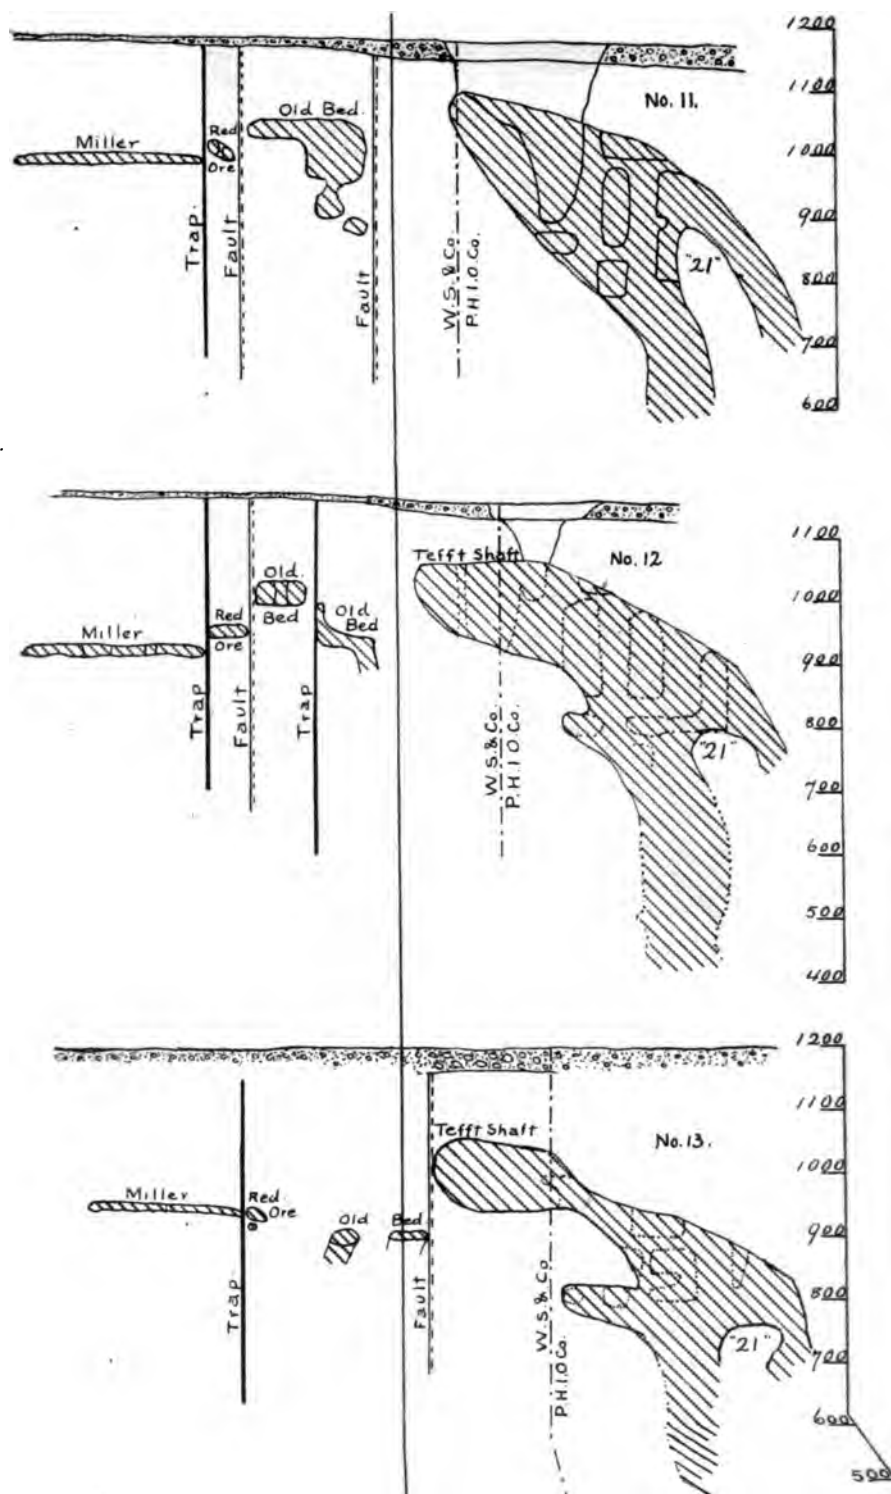 1200
1100
No. 11.
Old Bed.
Miller
Red
Ore
1000
900
Trap.
Fault
Fault
W.S.&Co.
P.H.I.O.Co.
"21"
800
700
600
1100
Tefft Shaft
No. 12
Old.
Bed
1000
Red
Ore
Old
Bed
Miller
900
Trap
Fault
Trap
W.S.&Co.
P.H.I.O.Co.
800
"21"
700
600
500
400
1200
1100
Tefft Shaft
No. 13.
1000
Miller
Red
Ore
Old
Bed
900
Trap
Fault
W.S.&Co.
P.H.I.O.Co.
800
"21"
700
600
500